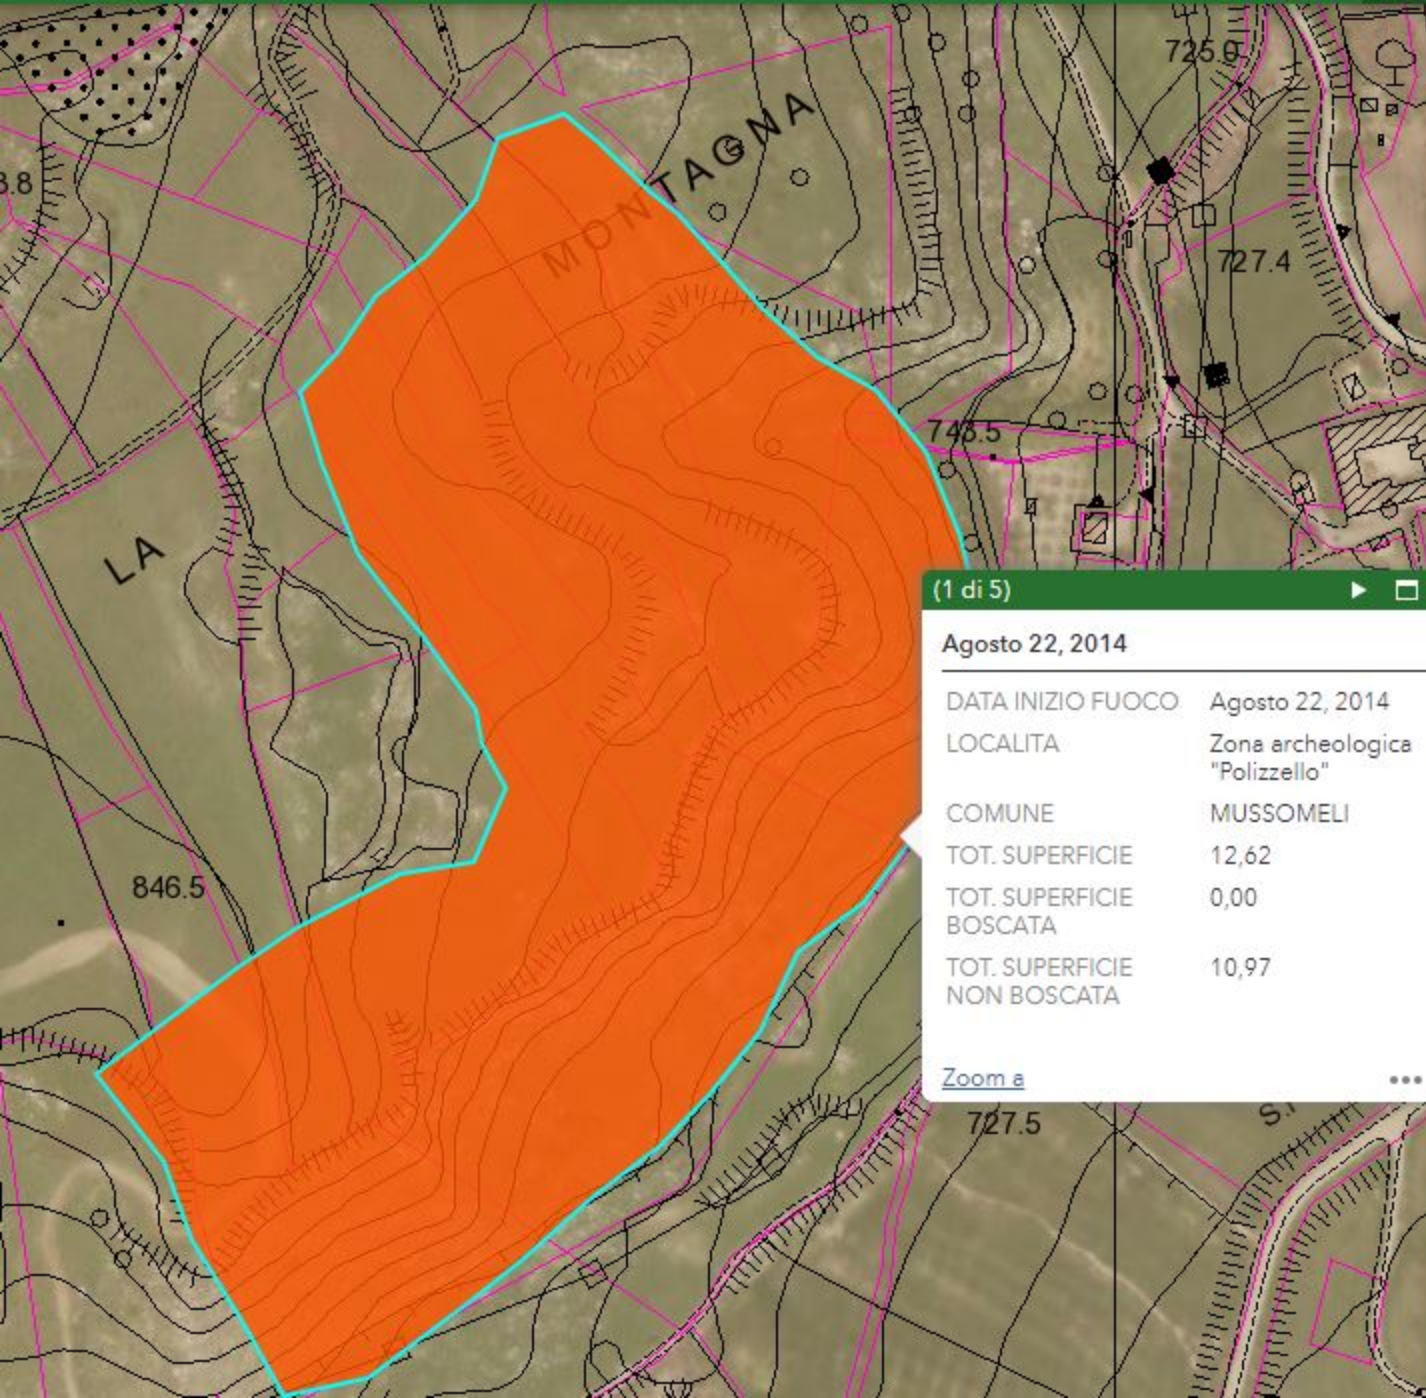 725.0
MONTAGNA
3.8
727.4
743.5
LA
(1 di 5)
Agosto 22, 2014
DATA INIZIO FUOCO Agosto 22, 2014
LOCALITA Zona archeologica
"Polizzello"
COMUNE MUSSOMELI
846.5
TOT. SUPERFICIE 12,62
TOT. SUPERFICIE 0,00
BOSCATA
TOT. SUPERFICIE 10,97
NON BOSCATA
Zoom a
727.5